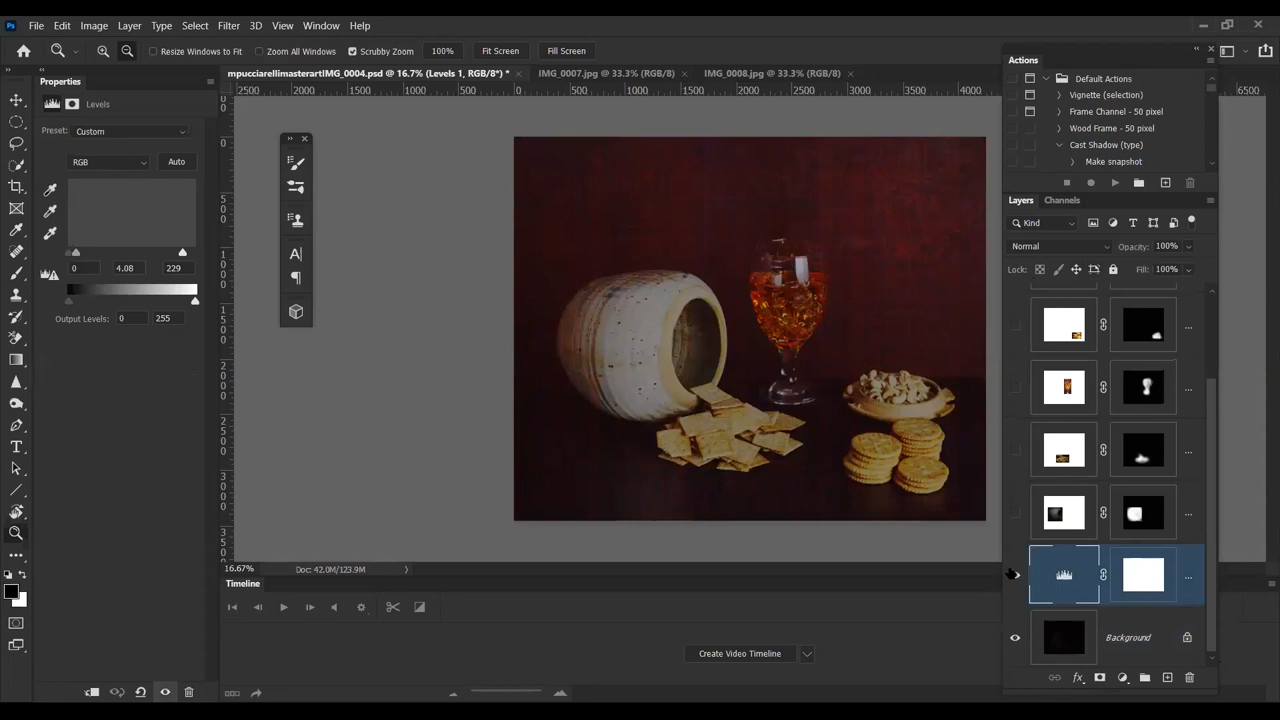 Ps File Edit Image Layer Type Select Filter 3D View Window Help
Resize Windows to Fit Zoom All Windows Scrubby Zoom 100% Fit Screen Fill Screen
mpucciarellimasterartIMG_0004.psd @ 16.7% (Levels 1, RGB/8*) * × IMG_0007.jpg @ 33.3% (RGB/8) × IMG_0008.jpg @ 33.3% (RGB/8) ×
Properties
Levels
Preset: Custom
RGB Auto
0 4.08 229
Output Levels: 0 255
2500 2000 1500 1000 500 0 500 1000 1500 2000 2500 3000 3500 4000 6500
Actions
Default Actions
Vignette (selection)
Frame Channel - 50 pixel
Wood Frame - 50 pixel
Cast Shadow (type)
Make snapshot
Layers Channels
Kind
Normal Opacity: 100%
Lock: Fill: 100%
Background
16.67% Doc: 42.0M/123.9M
Timeline
Create Video Timeline